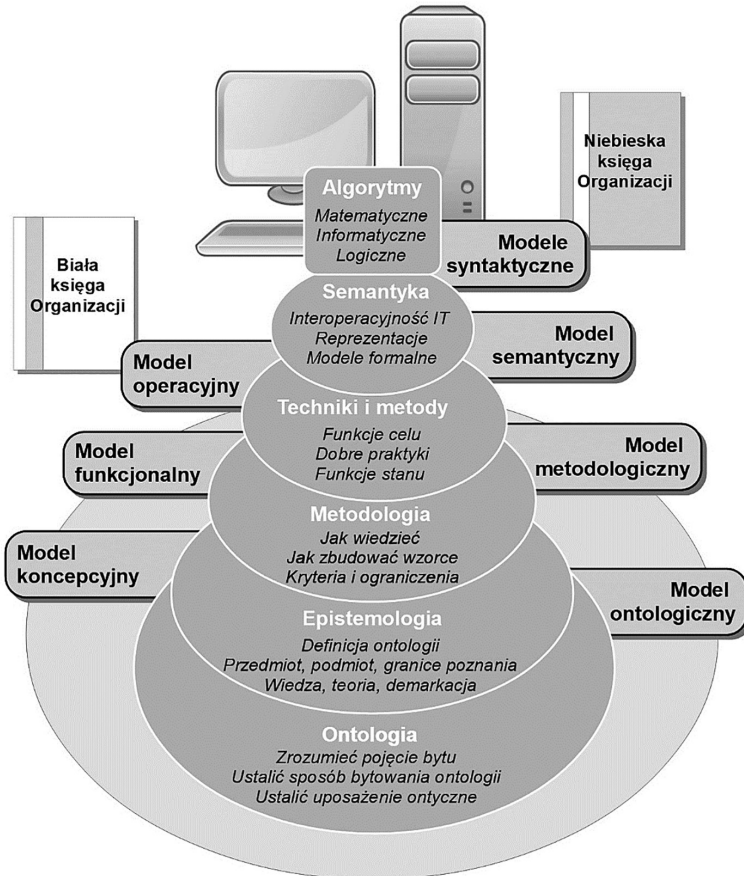 Niebieska
księga
Organizacji
Algorytmy
Matematyczne
Informatyczne
Logiczne
Modele
syntaktyczne
Biała
księga
Organizacji
Semantyka
Interoperacyjność IT
Reprezentacje
Modele formalne
Model
semantyczny
Model
operacyjny
Techniki i metody
Funkcje celu
Dobre praktyki
Funkcje stanu
Model
funkcjonalny
Model
metodologiczny
Metodologia
Jak wiedzieć
Jak zbudować wzorce
Kryteria i ograniczenia
Model
koncepcyjny
Model
ontologiczny
Epistemologia
Definicja ontologii
Przedmiot, podmiot, granice poznania
Wiedza, teoria, demarkacja
Ontologia
Zrozumieć pojęcie bytu
Ustalić sposób bytowania ontologii
Ustalić uposażenie ontyczne